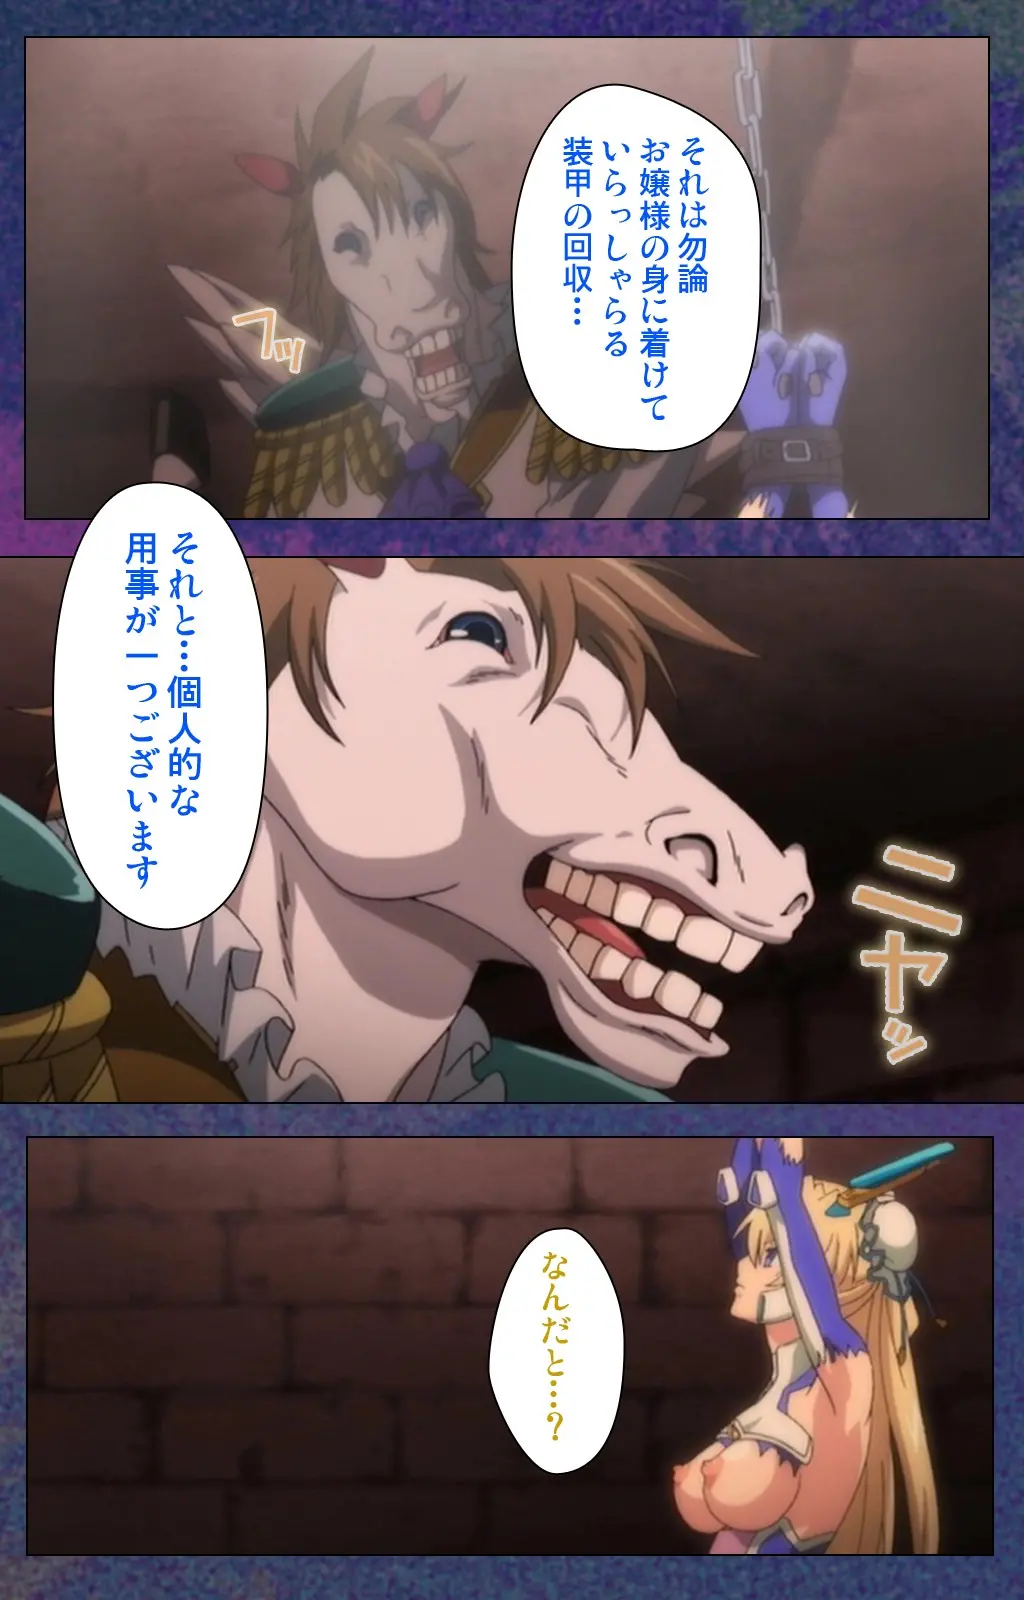 それは勿論
お嬢様の身に着けて
いらっしゃらる
装甲の回収…
フッ
それと…個人的な
用事が一つございます
ニヤッ
なんだと…?